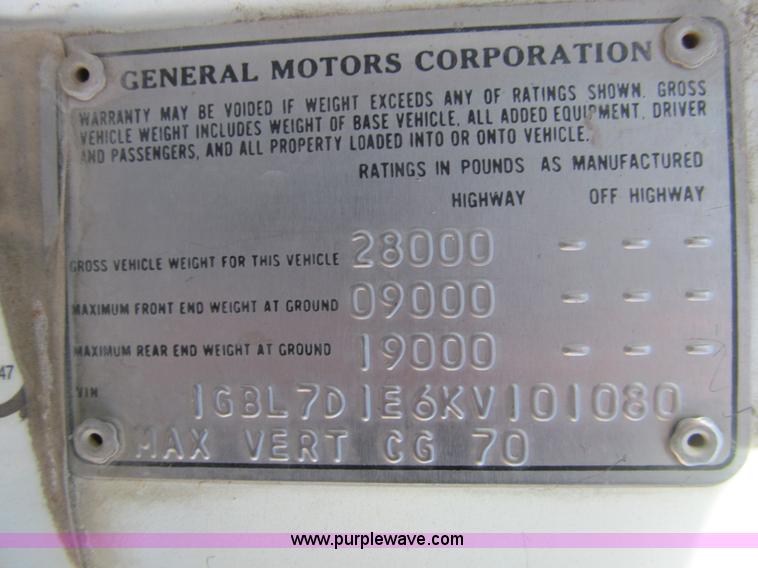 GENERAL MOTORS CORPORATION
WARRANTY MAY BE VOIDED IF WEIGHT EXCEEDS ANY OF RATINGS SHOWN. GROSS
VEHICLE WEIGHT INCLUDES WEIGHT OF BASE VEHICLE, ALL ADDED EQUIPMENT, DRIVER
AND PASSENGERS, AND ALL PROPERTY LOADED INTO OR ONTO VEHICLE.
RATINGS IN POUNDS AS MANUFACTURED
HIGHWAY OFF HIGHWAY
GROSS VEHICLE WEIGHT FOR THIS VEHICLE 28000 - - -
MAXIMUM FRONT END WEIGHT AT GROUND 09000 - - -
MAXIMUM REAR END WEIGHT AT GROUND 19000 - - -
47
VIN 1GBL7D1E6KV101080
MAX VERT CG 70
www.purplewave.com